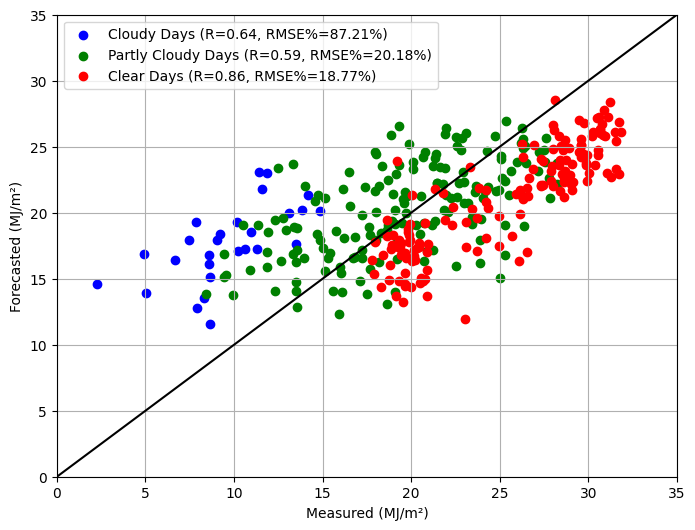 Cloudy Days (R=0.64, RMSE%=87.21%)
Partly Cloudy Days (R=0.59, RMSE%=20.18%)
Clear Days (R=0.86, RMSE%=18.77%)
35
30
25
20
15
10
5
0
Forecasted (MJ/m²)
0 5 10 15 20 25 30 35
Measured (MJ/m²)